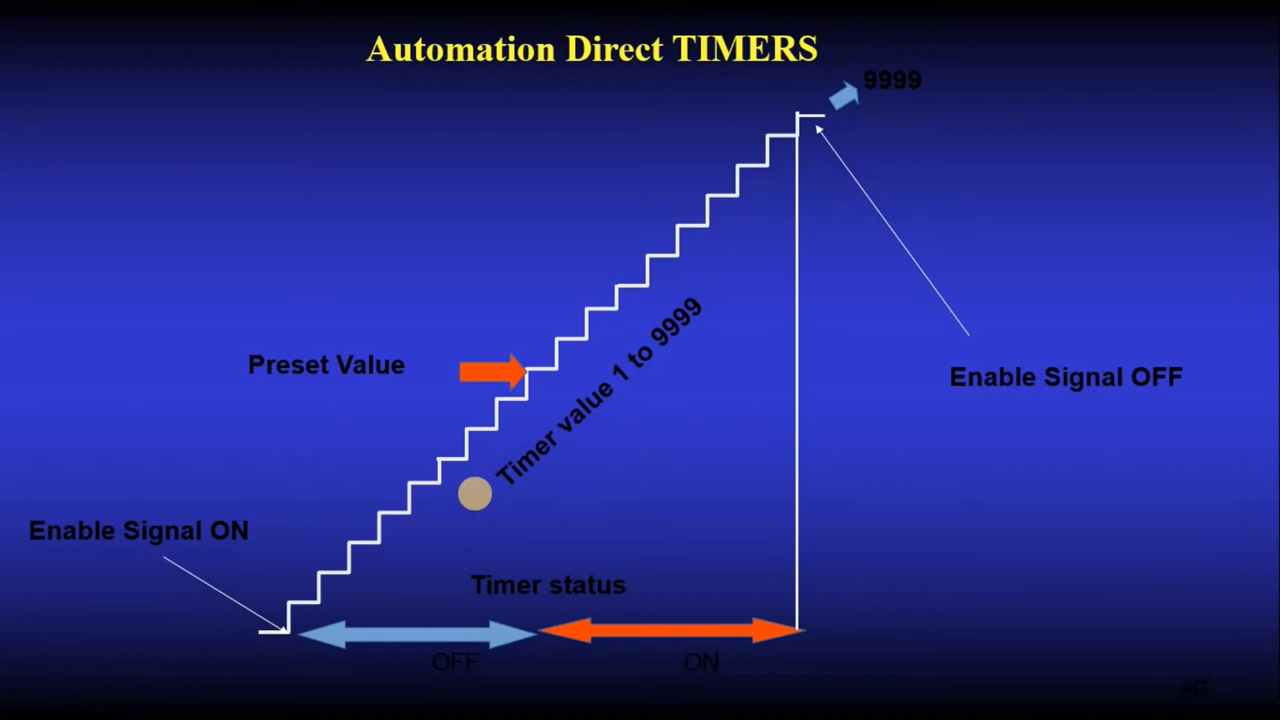 Automation Direct TIMERS
9999
Preset Value
Timer value 1 to 9999
Enable Signal OFF
Enable Signal ON
Timer status
OFF
ON